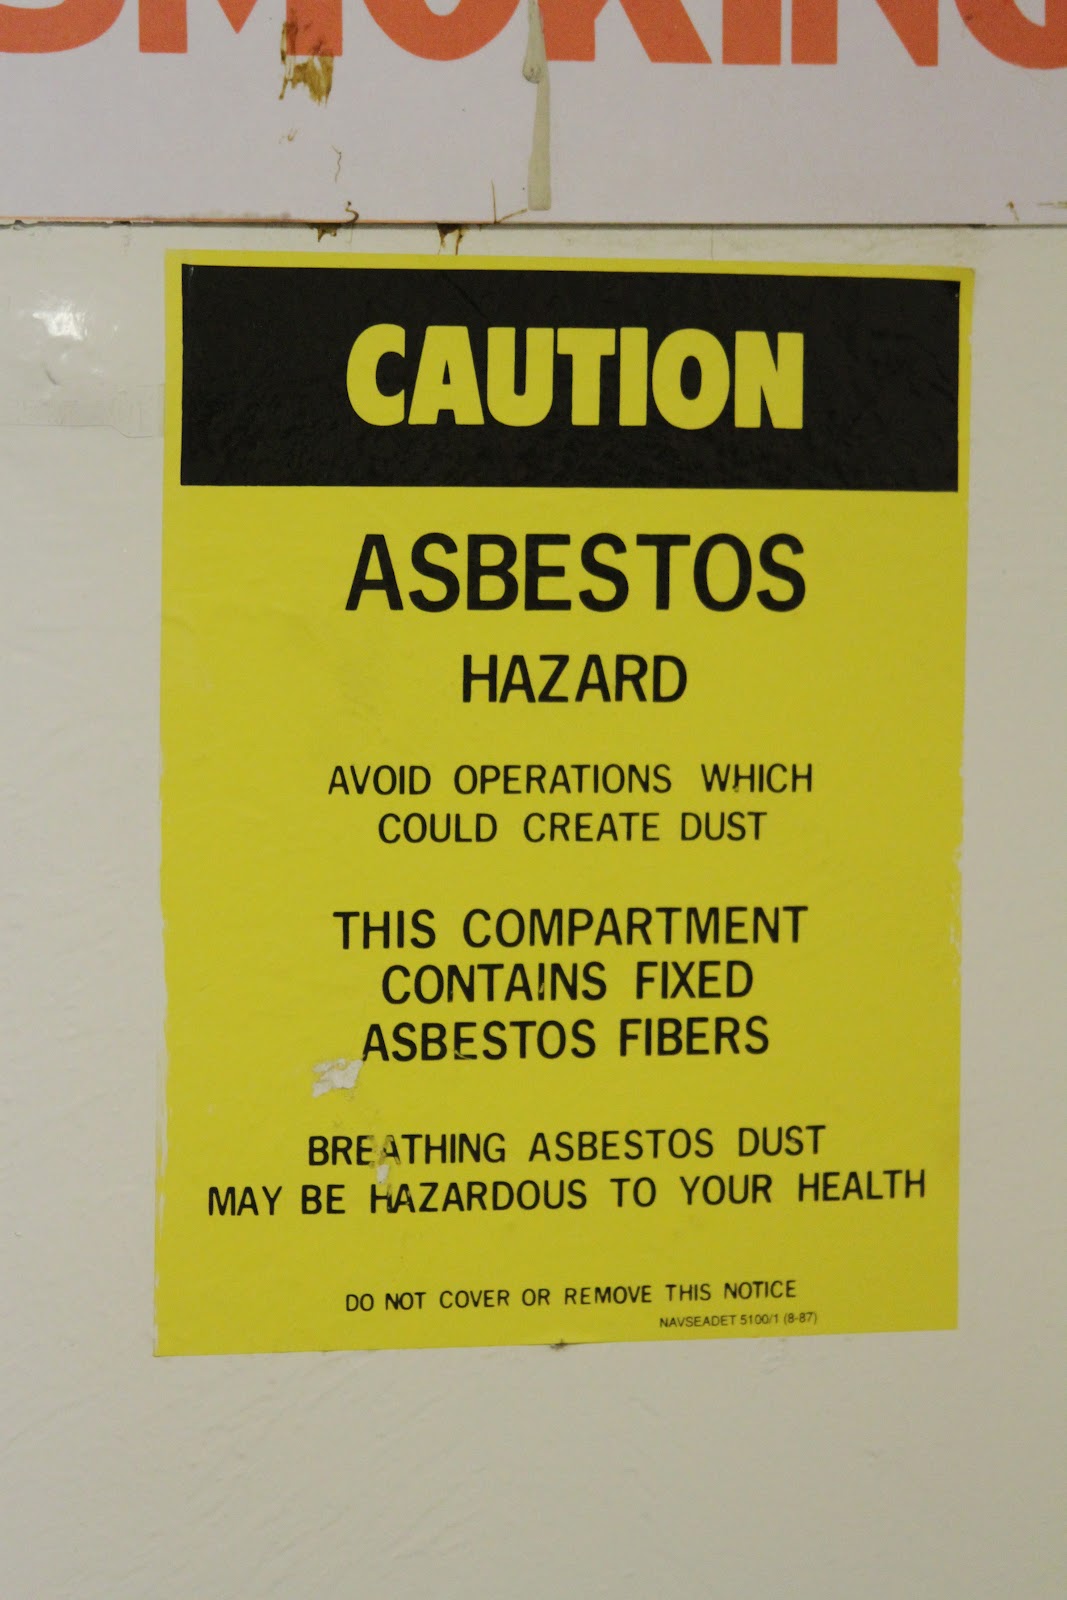 SMOKING
CAUTION
ASBESTOS
HAZARD
AVOID OPERATIONS WHICH
COULD CREATE DUST
THIS COMPARTMENT
CONTAINS FIXED
ASBESTOS FIBERS
BREATHING ASBESTOS DUST
MAY BE HAZARDOUS TO YOUR HEALTH
DO NOT COVER OR REMOVE THIS NOTICE
NAVSEADET 5100/1 (8-87)